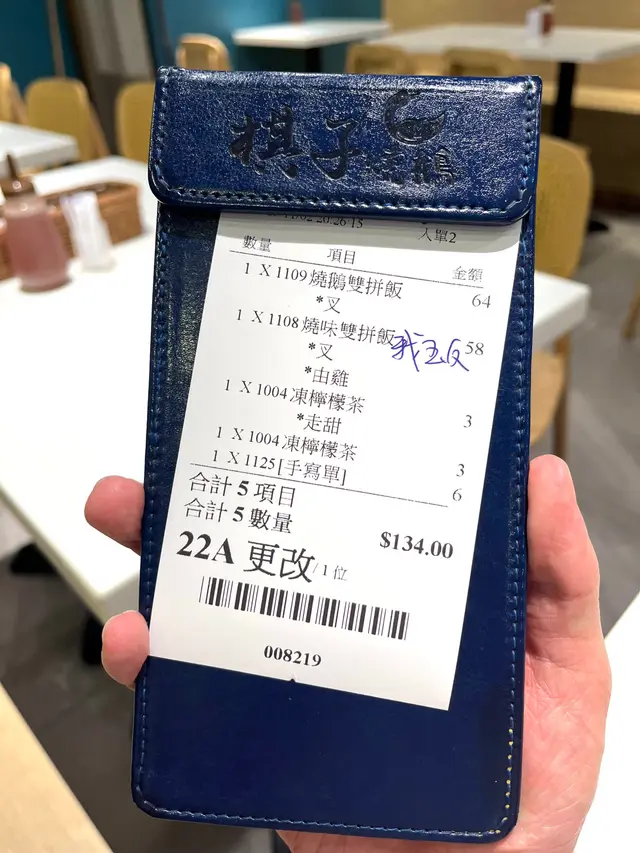 棋子燒鵝
11/02 20:26:15
入單2
數量 項目 金額
1 X 1109 燒鵝雙拼飯 64
*叉
1 X 1108 燒味雙拼飯 58
*叉
*由雞
1 X 1004 凍檸檬茶 3
*走甜
1 X 1004 凍檸檬茶 3
1 X 1125 [手寫單] 6
合計 5 項目
合計 5 數量 $134.00
22A 更改 / 1 位
008219